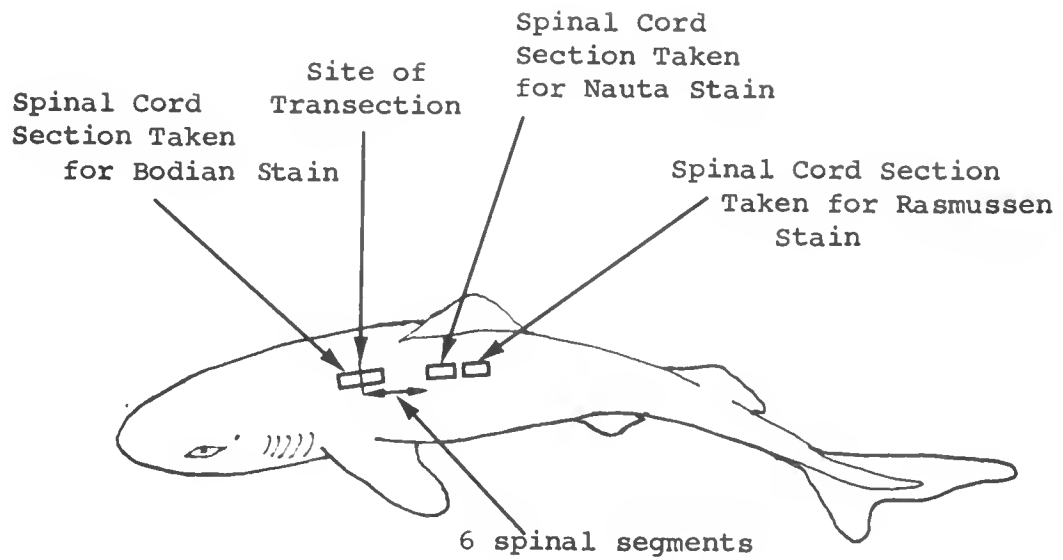 Spinal Cord
Section Taken
for Nauta Stain
Site of
Transection
Spinal Cord
Section Taken
for Bodian Stain
Spinal Cord Section
Taken for Rasmussen
Stain
6 spinal segments